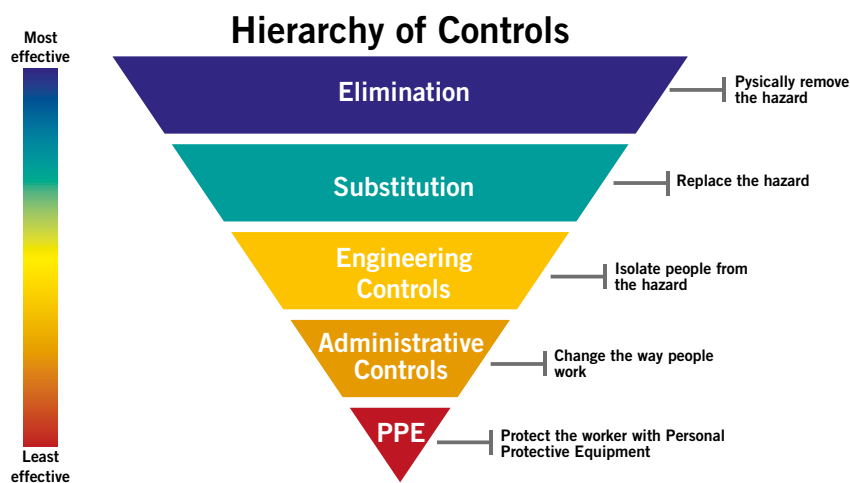 Hierarchy of Controls
Most
effective
Elimination
Pysically remove
the hazard
Substitution
Replace the hazard
Engineering
Controls
Isolate people from
the hazard
Administrative
Controls
Change the way people
work
PPE
Protect the worker with Personal
Protective Equipment
Least
effective